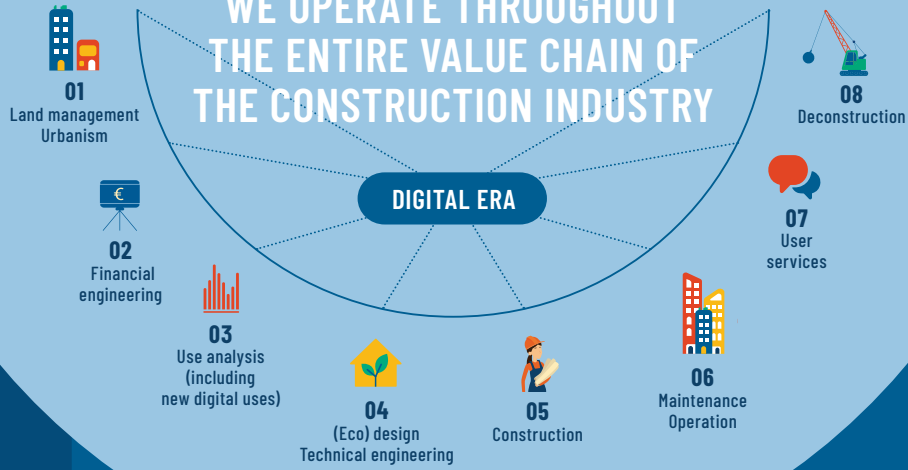 WE OPERATE THROUGHOUT
THE ENTIRE VALUE CHAIN OF
THE CONSTRUCTION INDUSTRY
DIGITAL ERA
01
Land management
Urbanism
€
02
Financial
engineering
03
Use analysis
(including
new digital uses)
04
(Eco) design
Technical engineering
05
Construction
06
Maintenance
Operation
07
User
services
08
Deconstruction